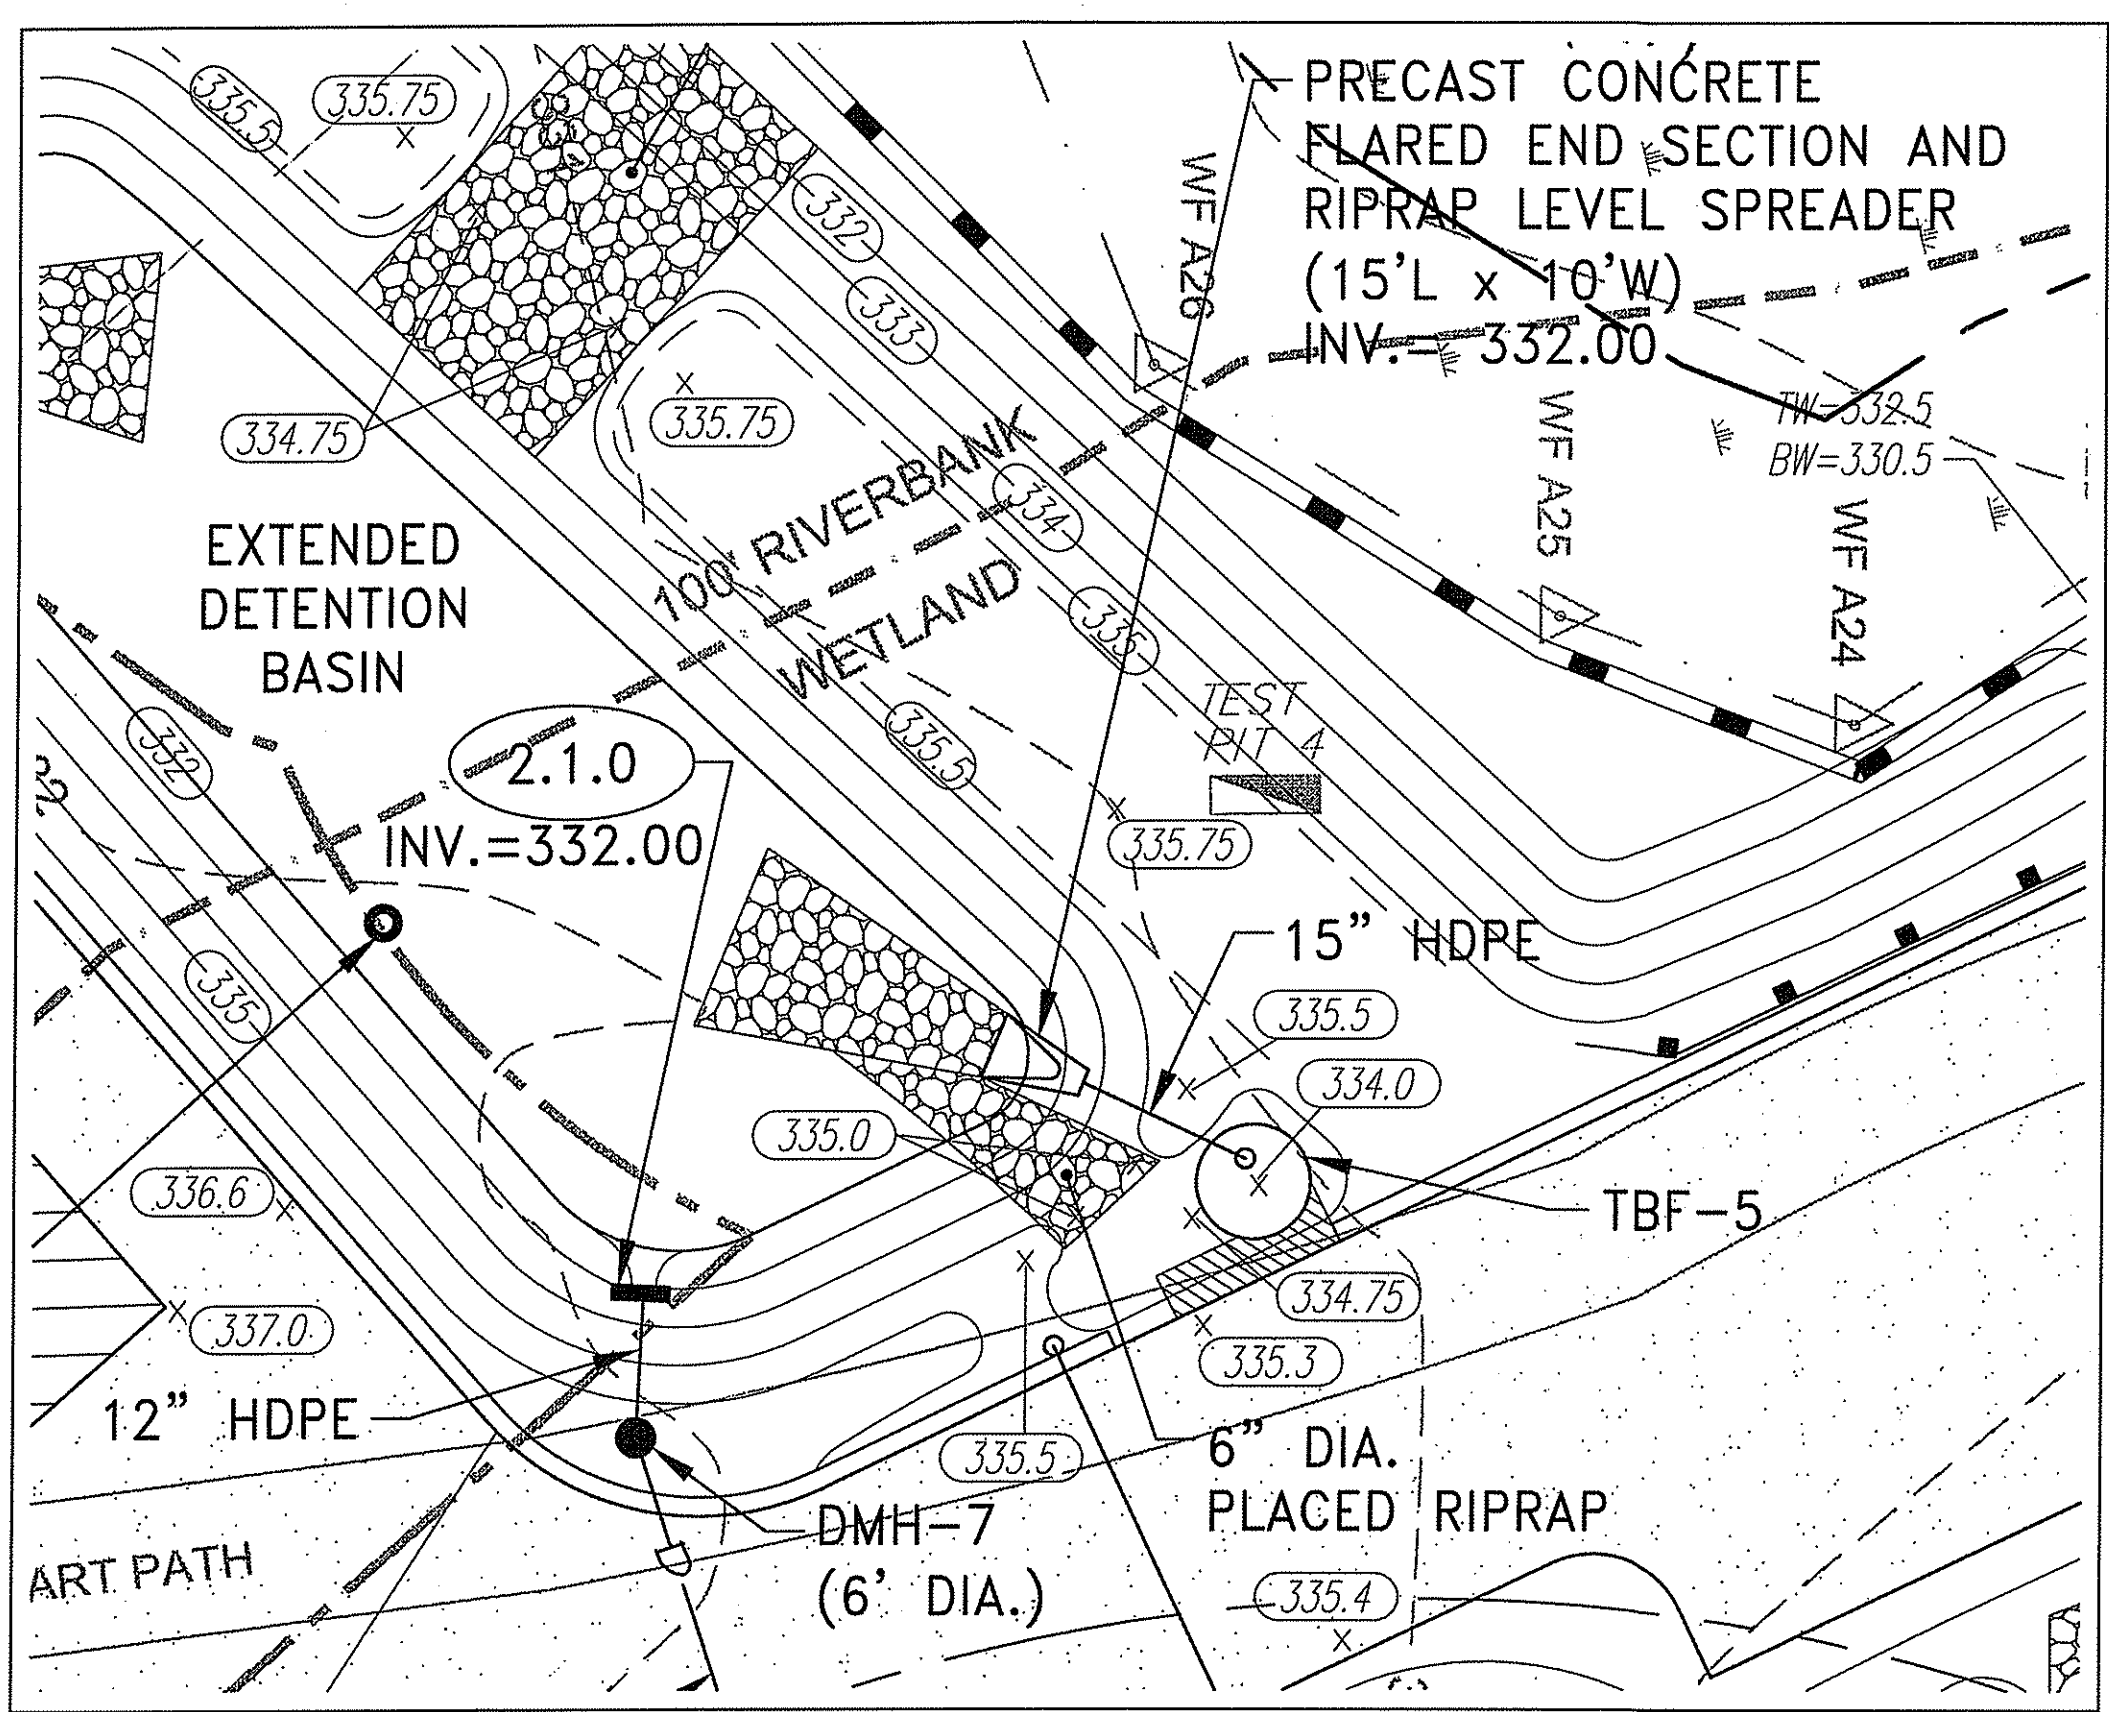 PRECAST CONCRETE
FLARED END SECTION AND
RIPRAP LEVEL SPREADER
(15'L x 10'W)
INV.= 332.00
335.5
335.75
332
333
WF A26
334.75
335.75
334
100' RIVERBANK
WETLAND
WF A25
TW=332.5
BW=330.5
WF A24
EXTENDED
DETENTION
BASIN
335
TEST
PIT 4
332
2.1.0
INV.=332.00
335.5
335.75
15" HDPE
335
335.5
334.0
335.0
336.6
TBF-5
334.75
337.0
335.3
12" HDPE
335.5
6" DIA.
PLACED RIPRAP
DMH-7
(6' DIA.)
ART PATH
335.4